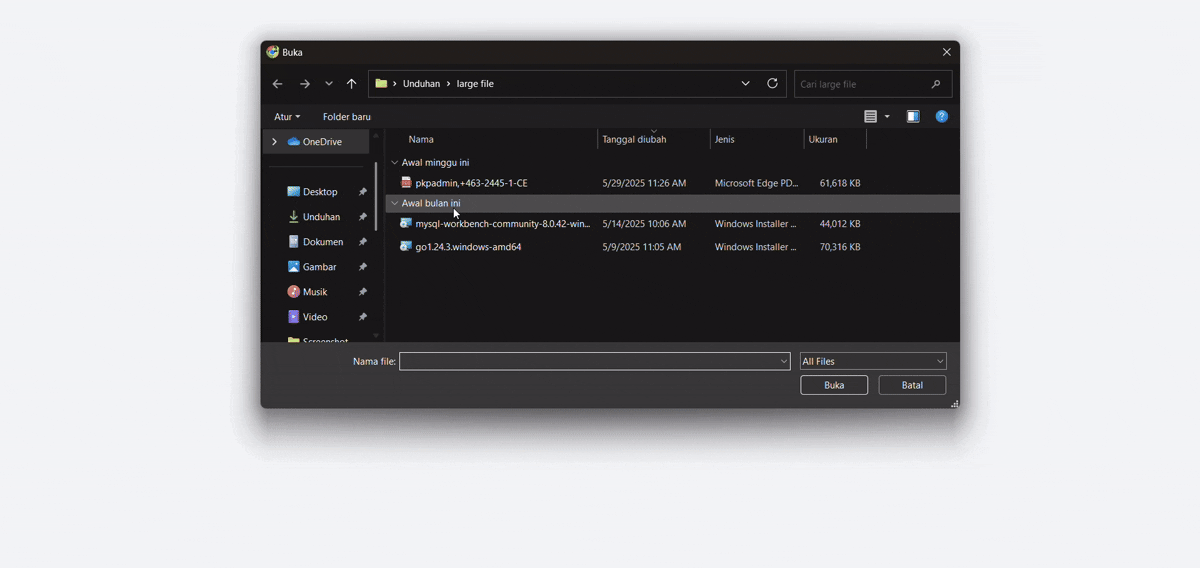 Buka
Unduhan > large file
Cari large file
Atur
Folder baru
OneDrive
Desktop
Unduhan
Dokumen
Gambar
Musik
Video
Screenshot
Nama Tanggal diubah Jenis Ukuran
Awal minggu ini
pkpadmin,+463-2445-1-CE 5/29/2025 11:26 AM Microsoft Edge PD... 61,618 KB
Awal bulan ini
mysql-workbench-community-8.0.42-win... 5/14/2025 10:06 AM Windows Installer ... 44,012 KB
go1.24.3.windows-amd64 5/9/2025 11:05 AM Windows Installer ... 70,316 KB
Nama file:
All Files
Buka
Batal